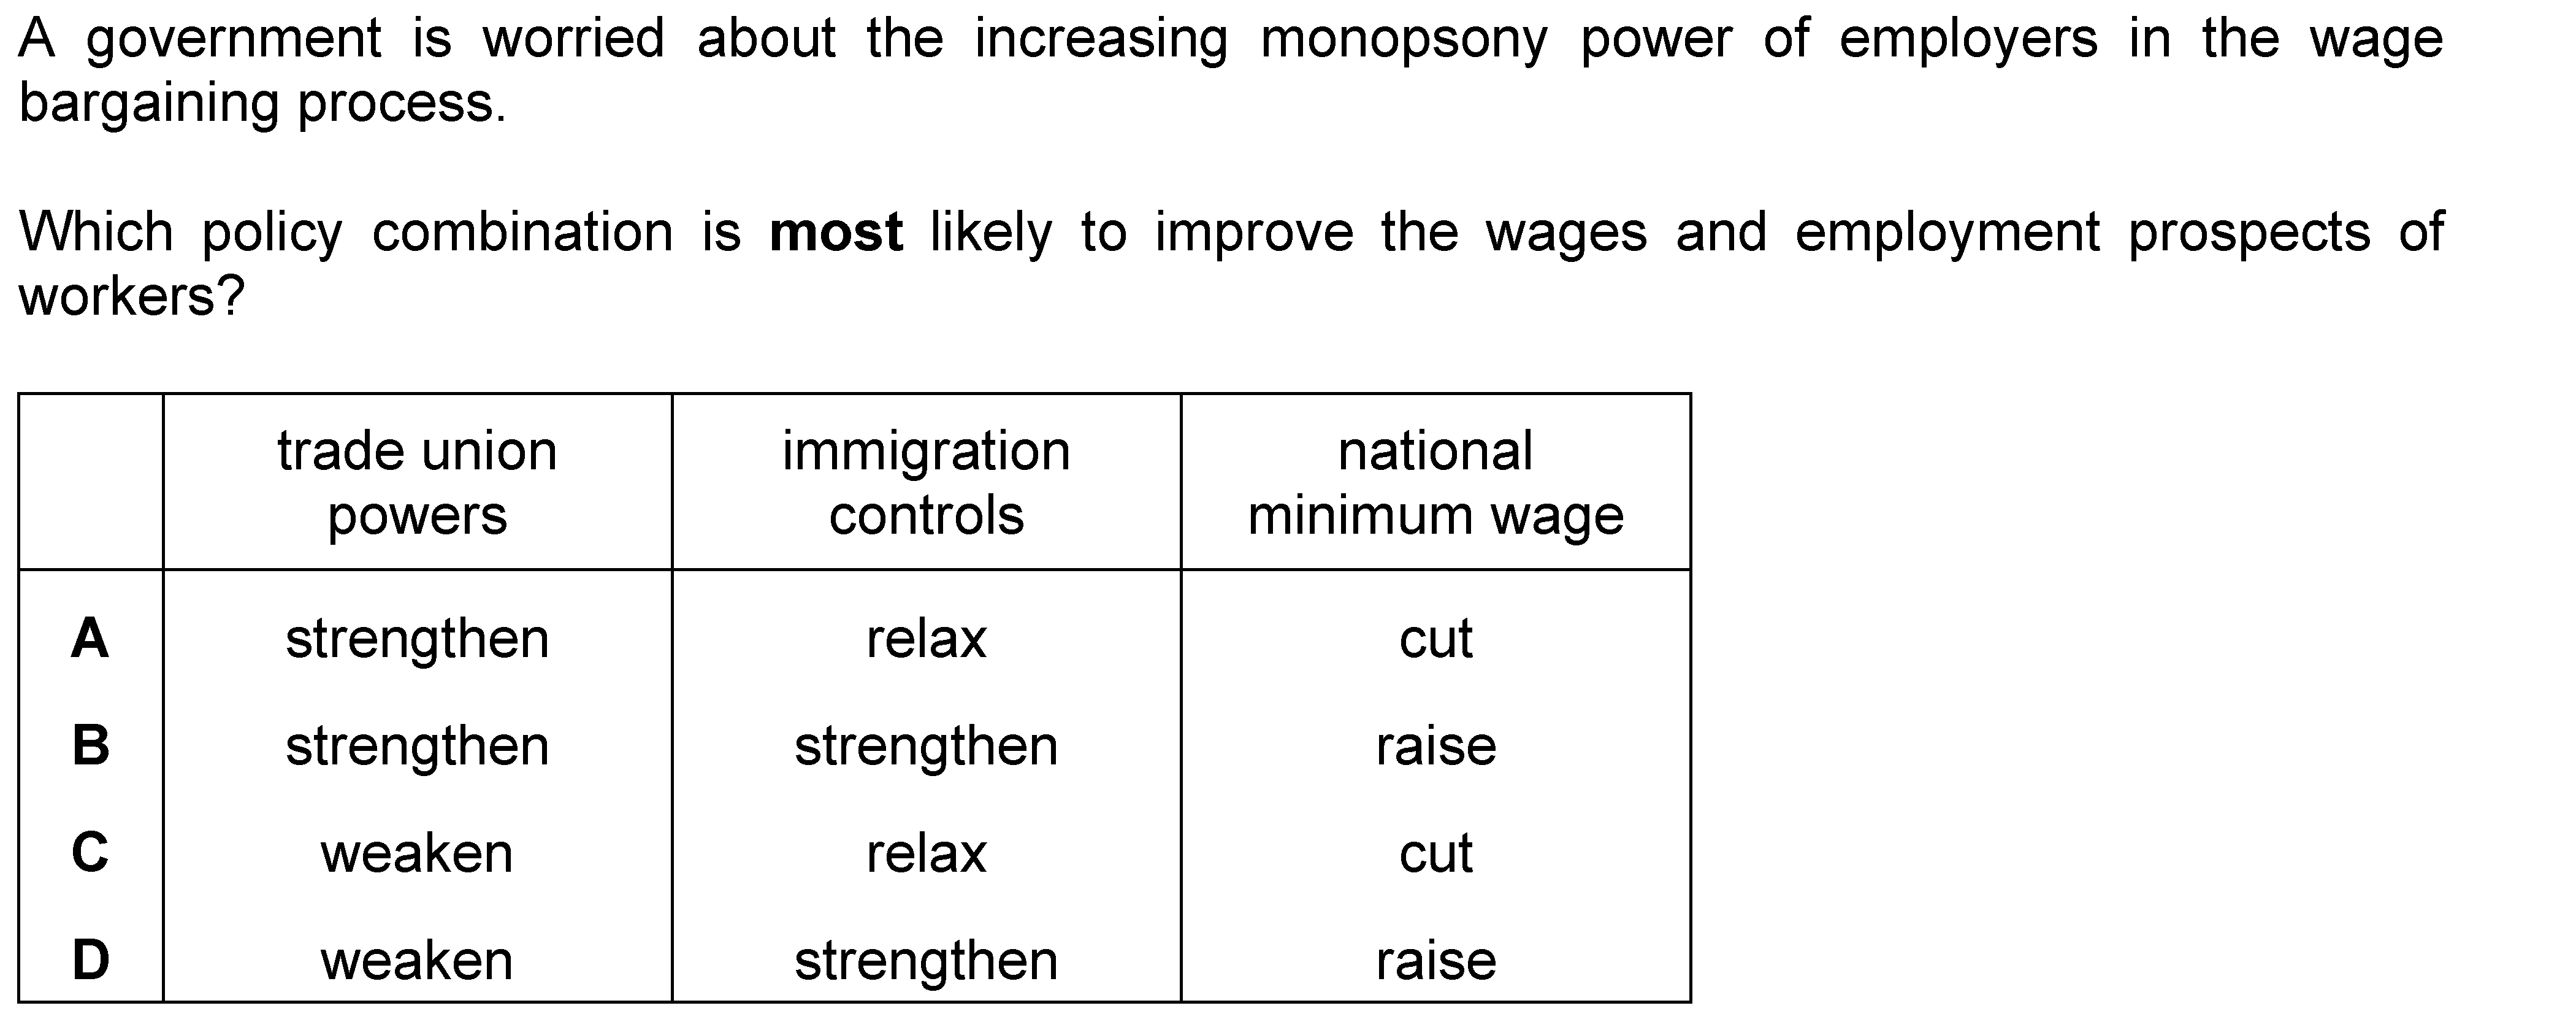 A government is worried about the increasing monopsony power of employers in the wage
bargaining process.
Which policy combination is most likely to improve the wages and employment prospects of
workers?
trade union powers immigration controls national minimum wage
A strengthen relax cut
B strengthen strengthen raise
C weaken relax cut
D weaken strengthen raise